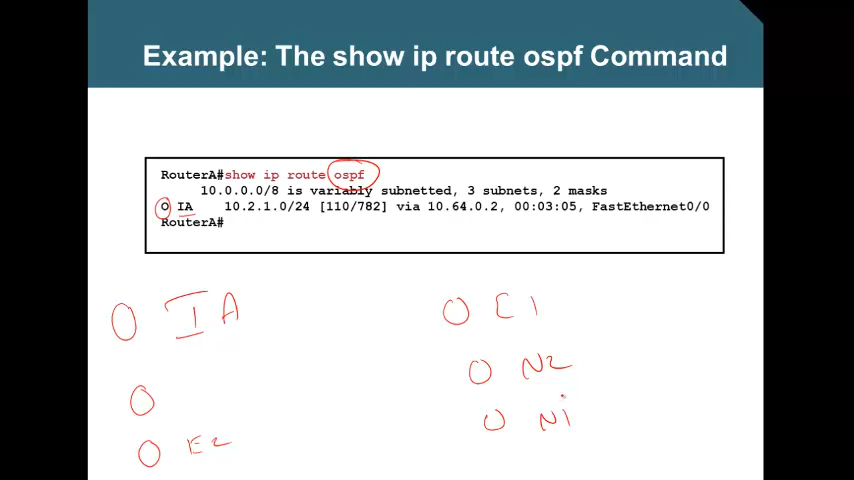 Example: The show ip route ospf Command
RouterA#show ip route ospf
10.0.0.0/8 is variably subnetted, 3 subnets, 2 masks
O IA 10.2.1.0/24 [110/782] via 10.64.0.2, 00:03:05, FastEthernet0/0
RouterA#
O IA
O
O E2
O E1
O N2
O N1